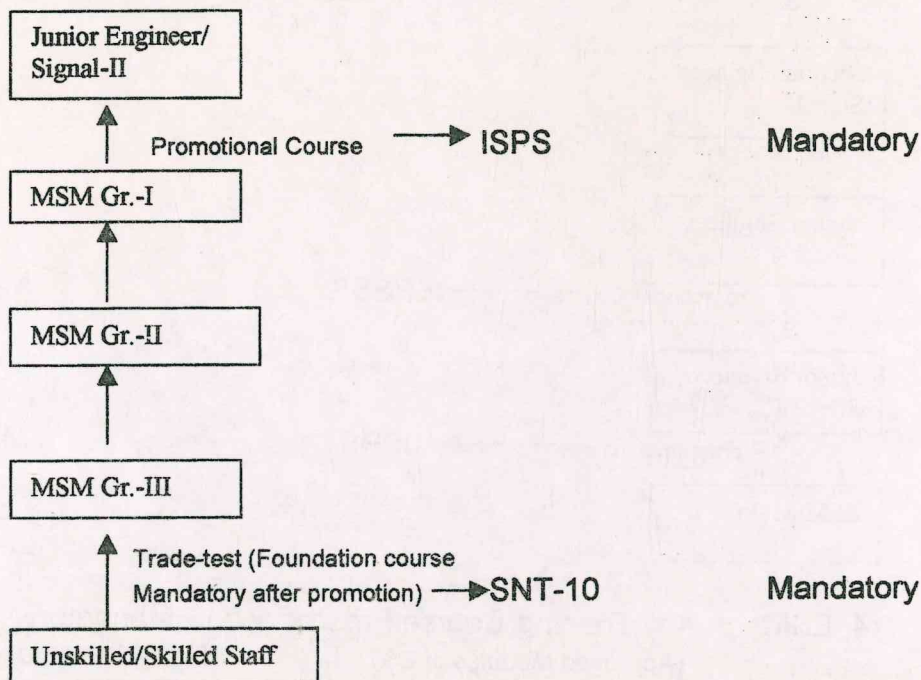 Junior Engineer/
Signal-II
Promotional Course ISPS Mandatory
MSM Gr.-I
MSM Gr.-II
MSM Gr.-III
Trade-test (Foundation course
Mandatory after promotion) SNT-10 Mandatory
Unskilled/Skilled Staff